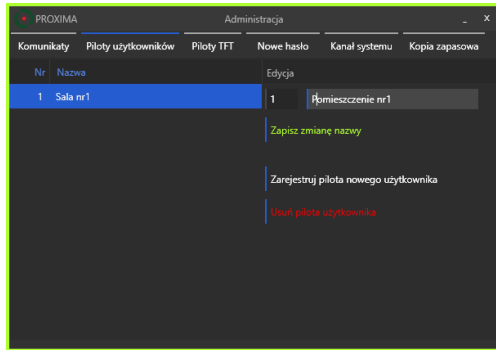 PROXIMA Administracja _ x
Komunikaty Piloty użytkowników Piloty TFT Nowe hasło Kanał systemu Kopia zapasowa
Nr Nazwa Edycja
1 Sala nr1 1 Pomieszczenie nr1
Zapisz zmianę nazwy
Zarejestruj pilota nowego użytkownika
Usuń pilota użytkownika